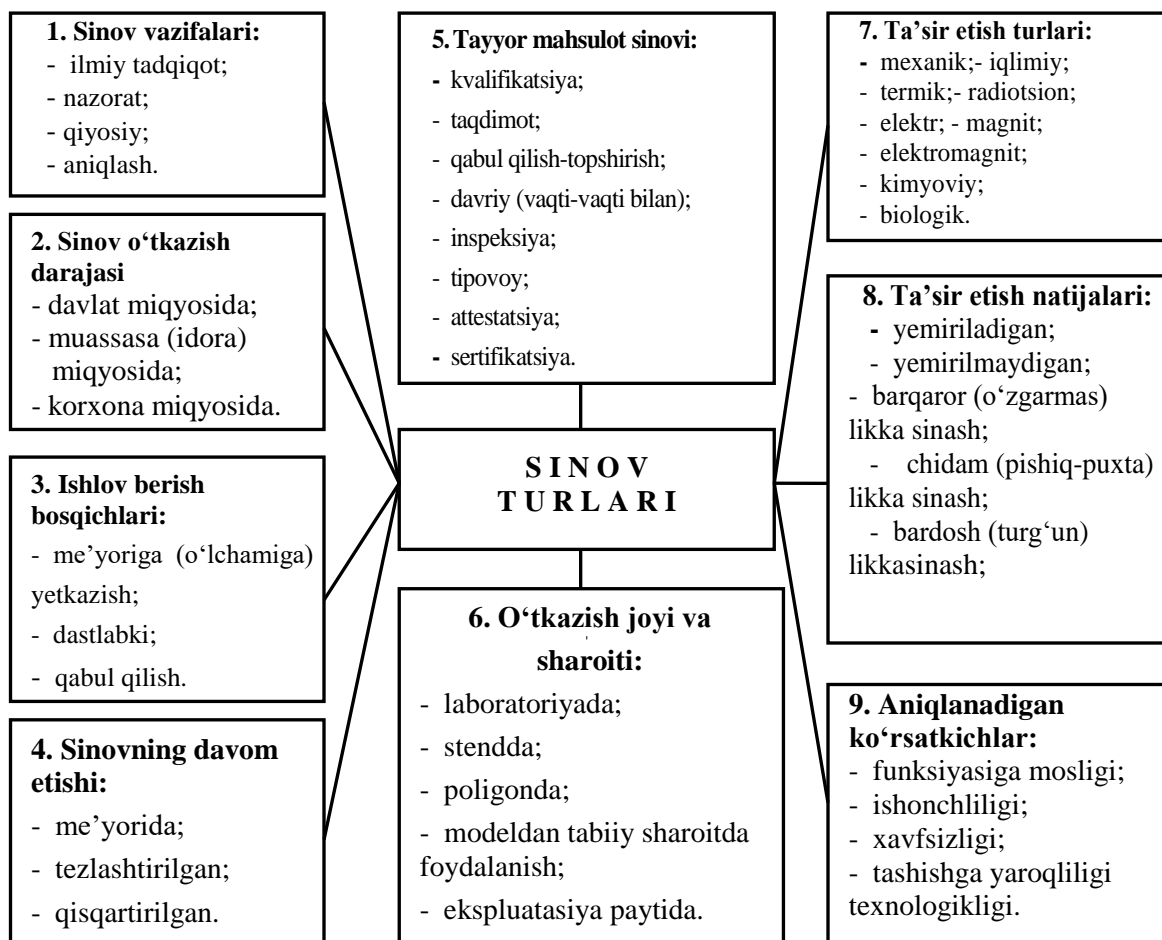 1. Sinov vazifalari:
- ilmiy tadqiqot;
- nazorat;
- qiyosiy;
- aniqlash.
2. Sinov o‘tkazish
darajasi
- davlat miqyosida;
- muassasa (idora)
miqyosida;
- korxona miqyosida.
3. Ishlov berish
bosqichlari:
- me’yoriga (o‘lchamiga)
yetkazish;
- dastlabki;
- qabul qilish.
4. Sinovning davom
etishi:
- me’yorida;
- tezlashtirilgan;
- qisqartirilgan.
5. Tayyor mahsulot sinovi:
- kvalifikatsiya;
- taqdimot;
- qabul qilish-topshirish;
- davriy (vaqti-vaqti bilan);
- inspeksiya;
- tipovoy;
- attestatsiya;
- sertifikatsiya.
S I N O V
T U R L A R I
6. O‘tkazish joyi va
sharoiti:
- laboratoriyada;
- stendda;
- poligonda;
- modeldan tabiiy sharoitda
foydalanish;
- ekspluatasiya paytida.
7. Ta’sir etish turlari:
- mexanik;- iqlimiy;
- termik;- radiotsion;
- elektr; - magnit;
- elektromagnit;
- kimyoviy;
- biologik.
8. Ta’sir etish natijalari:
- yemiriladigan;
- yemirilmaydigan;
- barqaror (o‘zgarmas)
likka sinash;
- chidam (pishiq-puxta)
likka sinash;
- bardosh (turg‘un)
likkasinash;
9. Aniqlanadigan
ko‘rsatkichlar:
- funksiyasiga mosligi;
- ishonchliligi;
- xavfsizligi;
- tashishga yaroqliligi
texnologikligi.